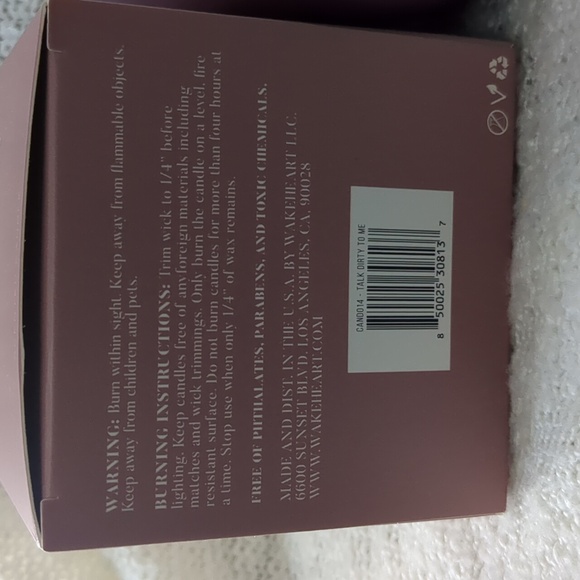 WARNING: Burn within sight. Keep away from flammable objects.
Keep away from children and pets.
BURNING INSTRUCTIONS: Trim wick to 1/4" before
lighting. Keep candles free of any foreign materials including
matches and wick trimmings. Only burn the candle on a level, fire
resistant surface. Do not burn candles for more than four hours at
a time. Stop use when only 1/4" of wax remains.
FREE OF PHTHALATES, PARABENS, AND TOXIC CHEMICALS.
MADE AND DIST. IN THE U.S.A. BY WAKEHEART LLC.
6600 SUNSET BLVD. LOS ANGELES, CA. 90028
WWW.WAKEHEART.COM
CAND014 - TALK DIRTY TO ME
8 50025 30813 7